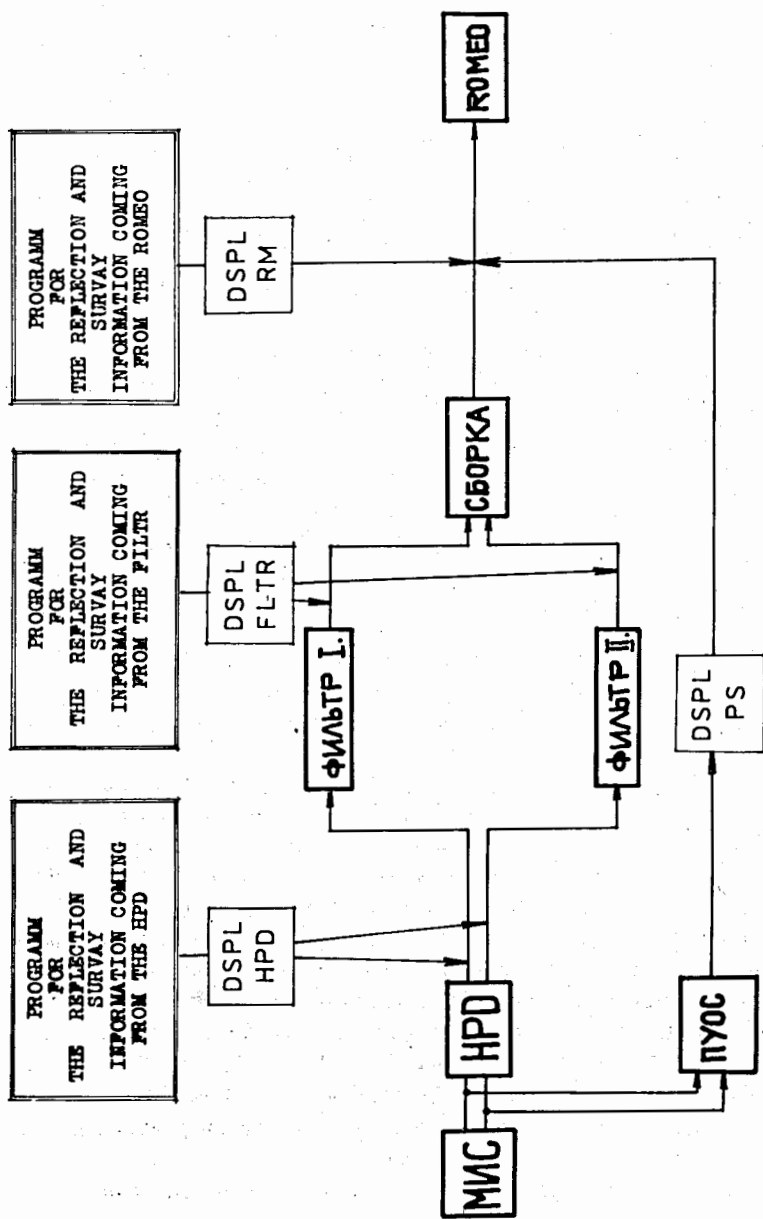 PROGRAMM
FOR
THE REFLECTION AND
SURVAY
INFORMATION COMING
FROM THE HPD
PROGRAMM
FOR
THE REFLECTION AND
SURVAY
INFORMATION COMING
FROM THE FILTR
PROGRAMM
FOR
THE REFLECTION AND
SURVAY
INFORMATION COMING
FROM THE ROMEO
DSPL
HPD
DSPL
FLTR
DSPL
RM
МИС
HPD
ФИЛЬТР I.
ФИЛЬТР II.
СБОРКА
ROMEO
ПУОС
DSPL
PS